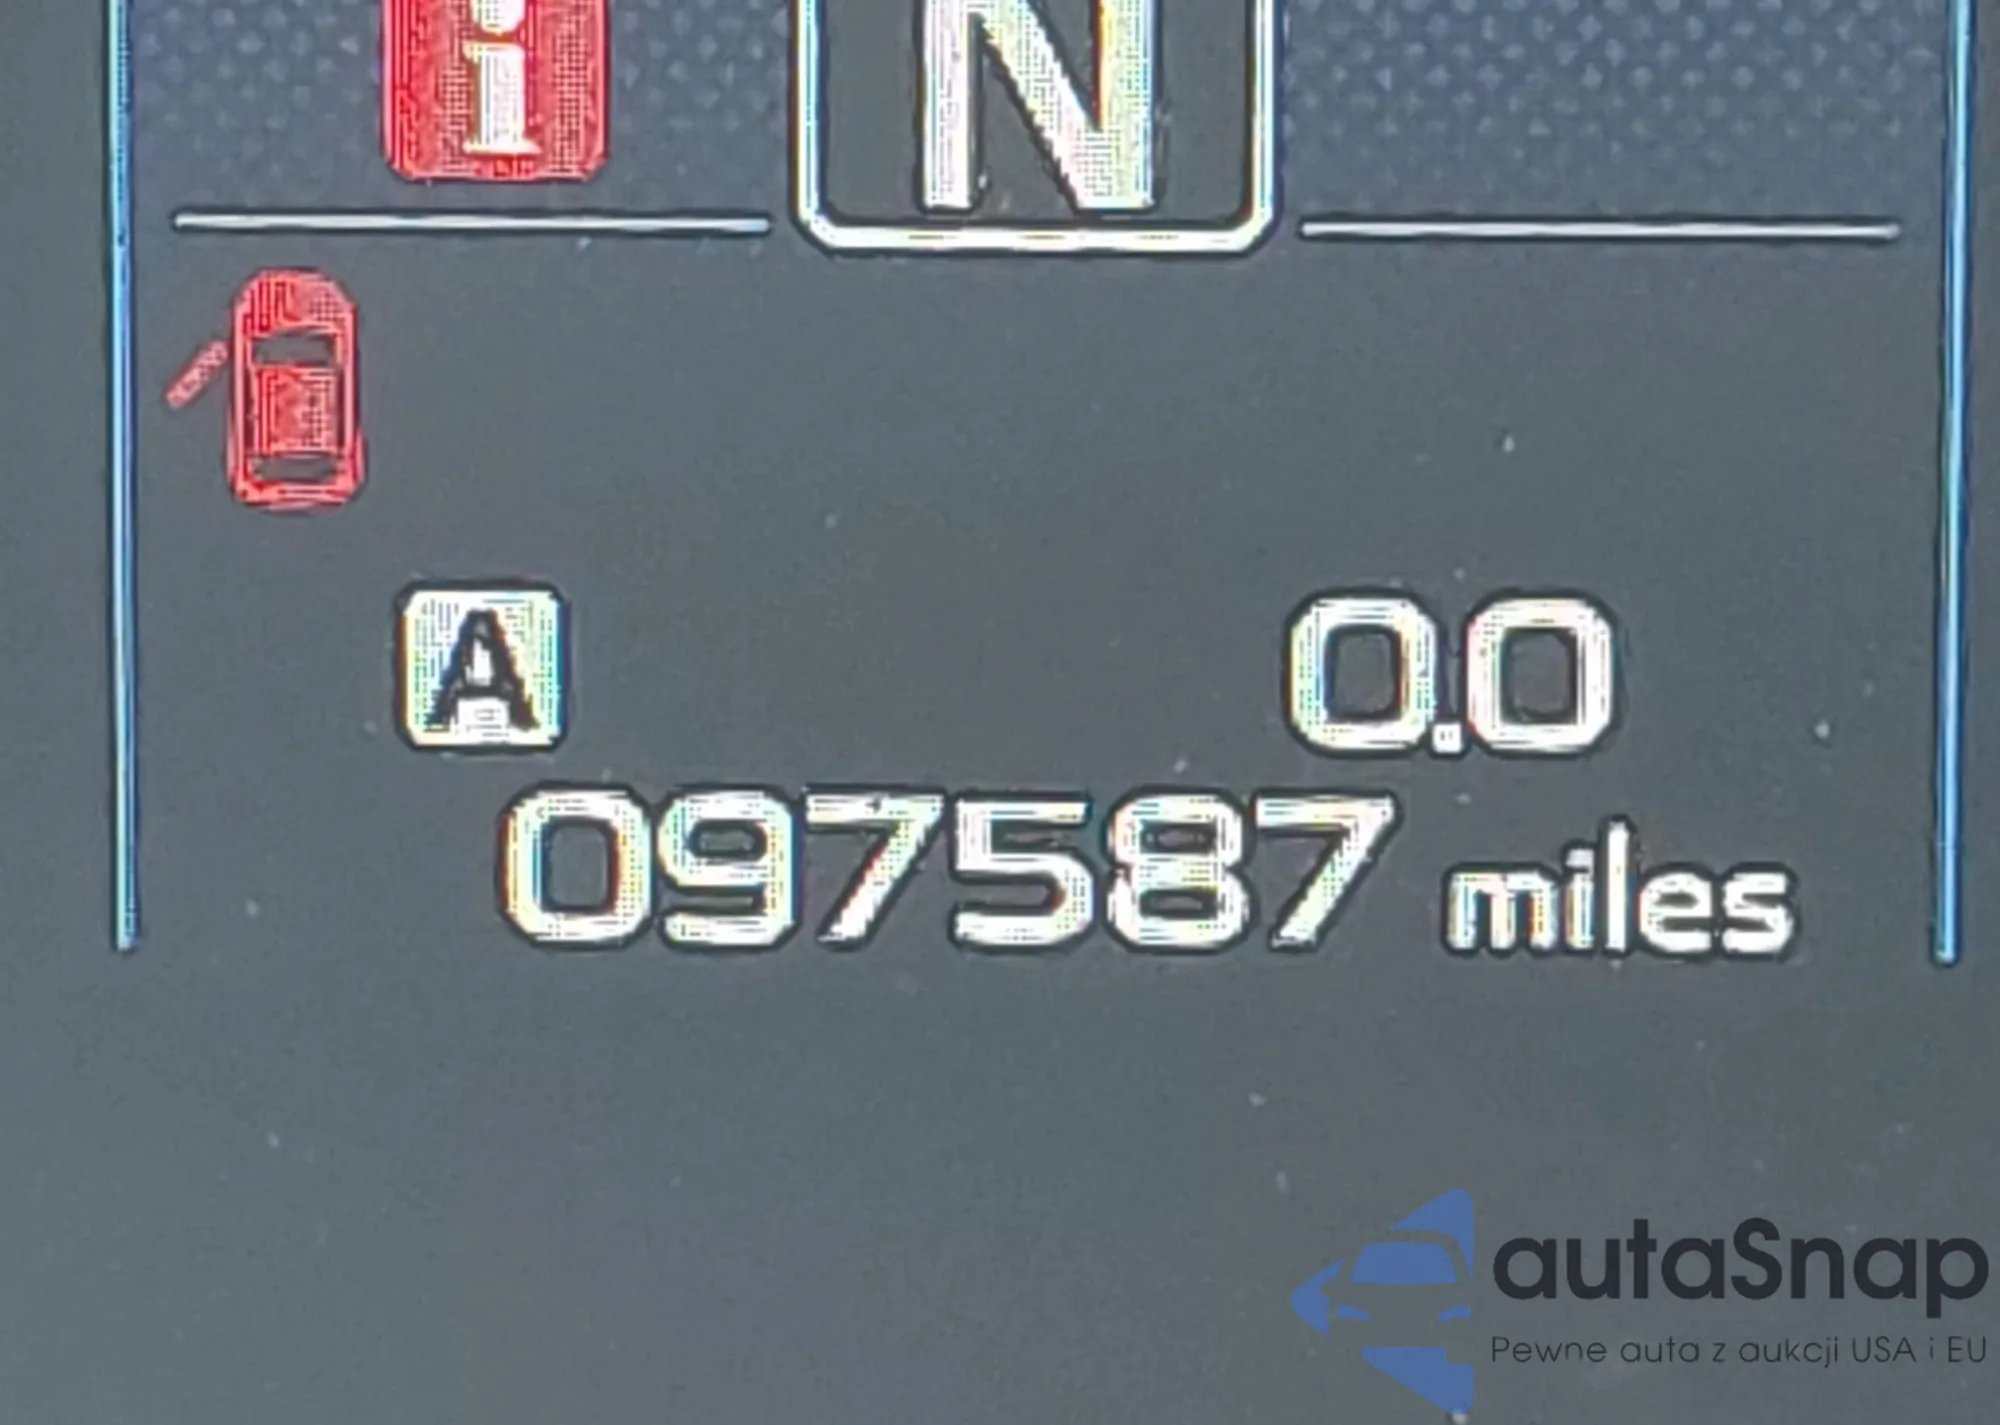 i N
A 0.0
097587 miles
autaSnap
Pewne auta z aukcji USA i EU